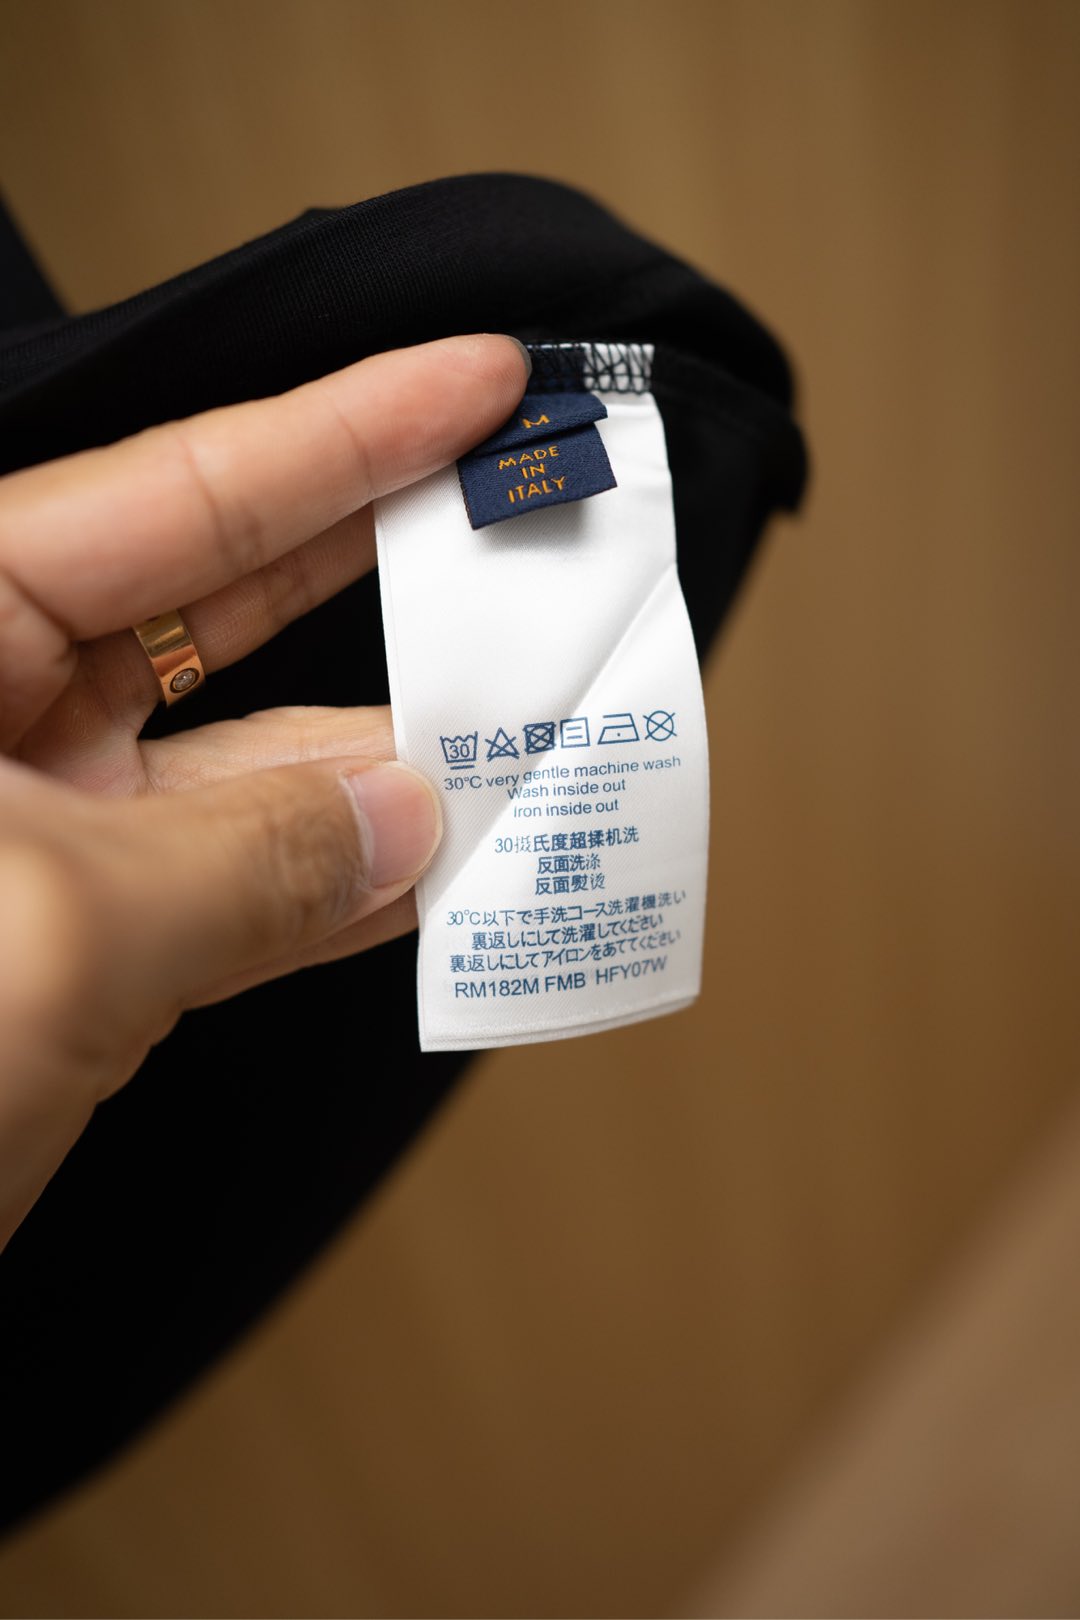 M
MADE
IN
ITALY
30
30°C very gentle machine wash
Wash inside out
Iron inside out
30摄氏度超揉机洗
反面洗涤
反面熨烫
30°C以下で手洗コース洗濯機洗い
裏返しにして洗濯してください
裏返しにしてアイロンをあててください
RM182M FMB HFY07W